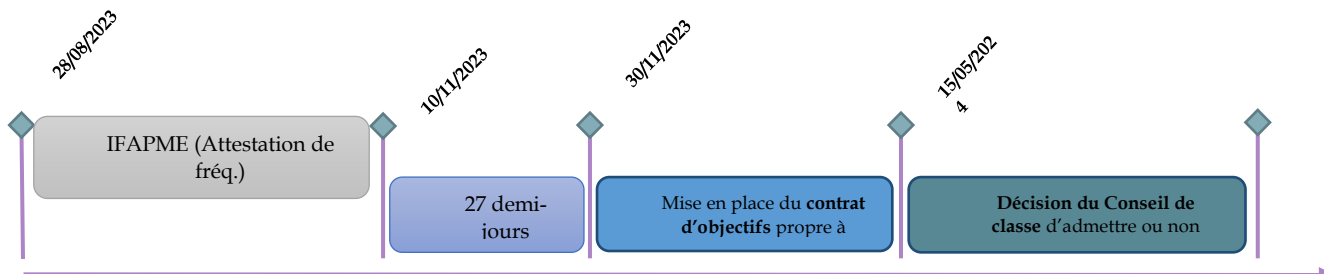 28/08/2023
10/11/2023
30/11/2023
15/05/202
4
IFAPME (Attestation de
fréq.)
27 demi-
jours
Mise en place du contrat
d'objectifs propre à
Décision du Conseil de
classe d'admettre ou non